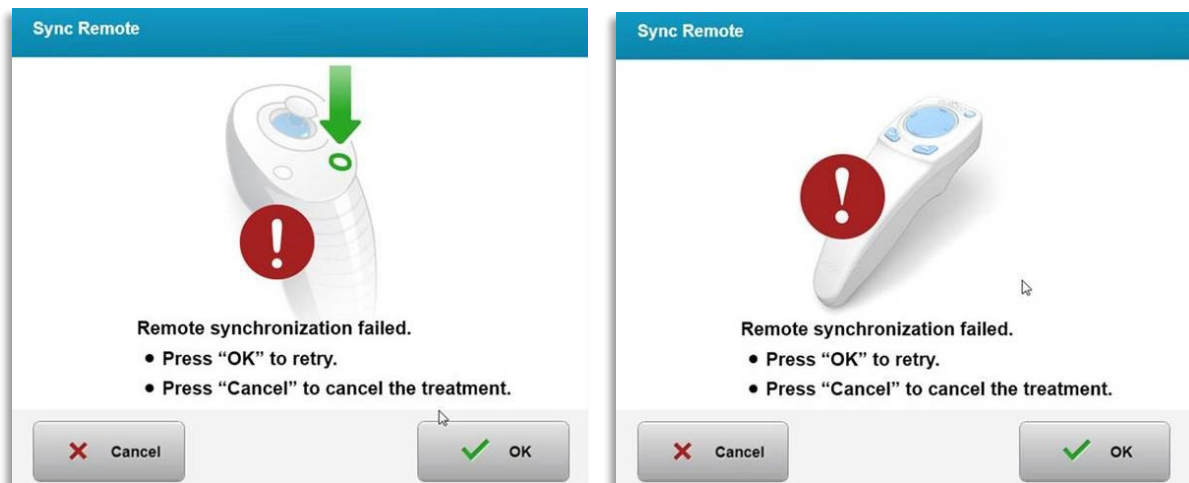 Sync Remote
Remote synchronization failed.
• Press “OK” to retry.
• Press “Cancel” to cancel the treatment.
Cancel
OK
Sync Remote
Remote synchronization failed.
• Press “OK” to retry.
• Press “Cancel” to cancel the treatment.
Cancel
OK